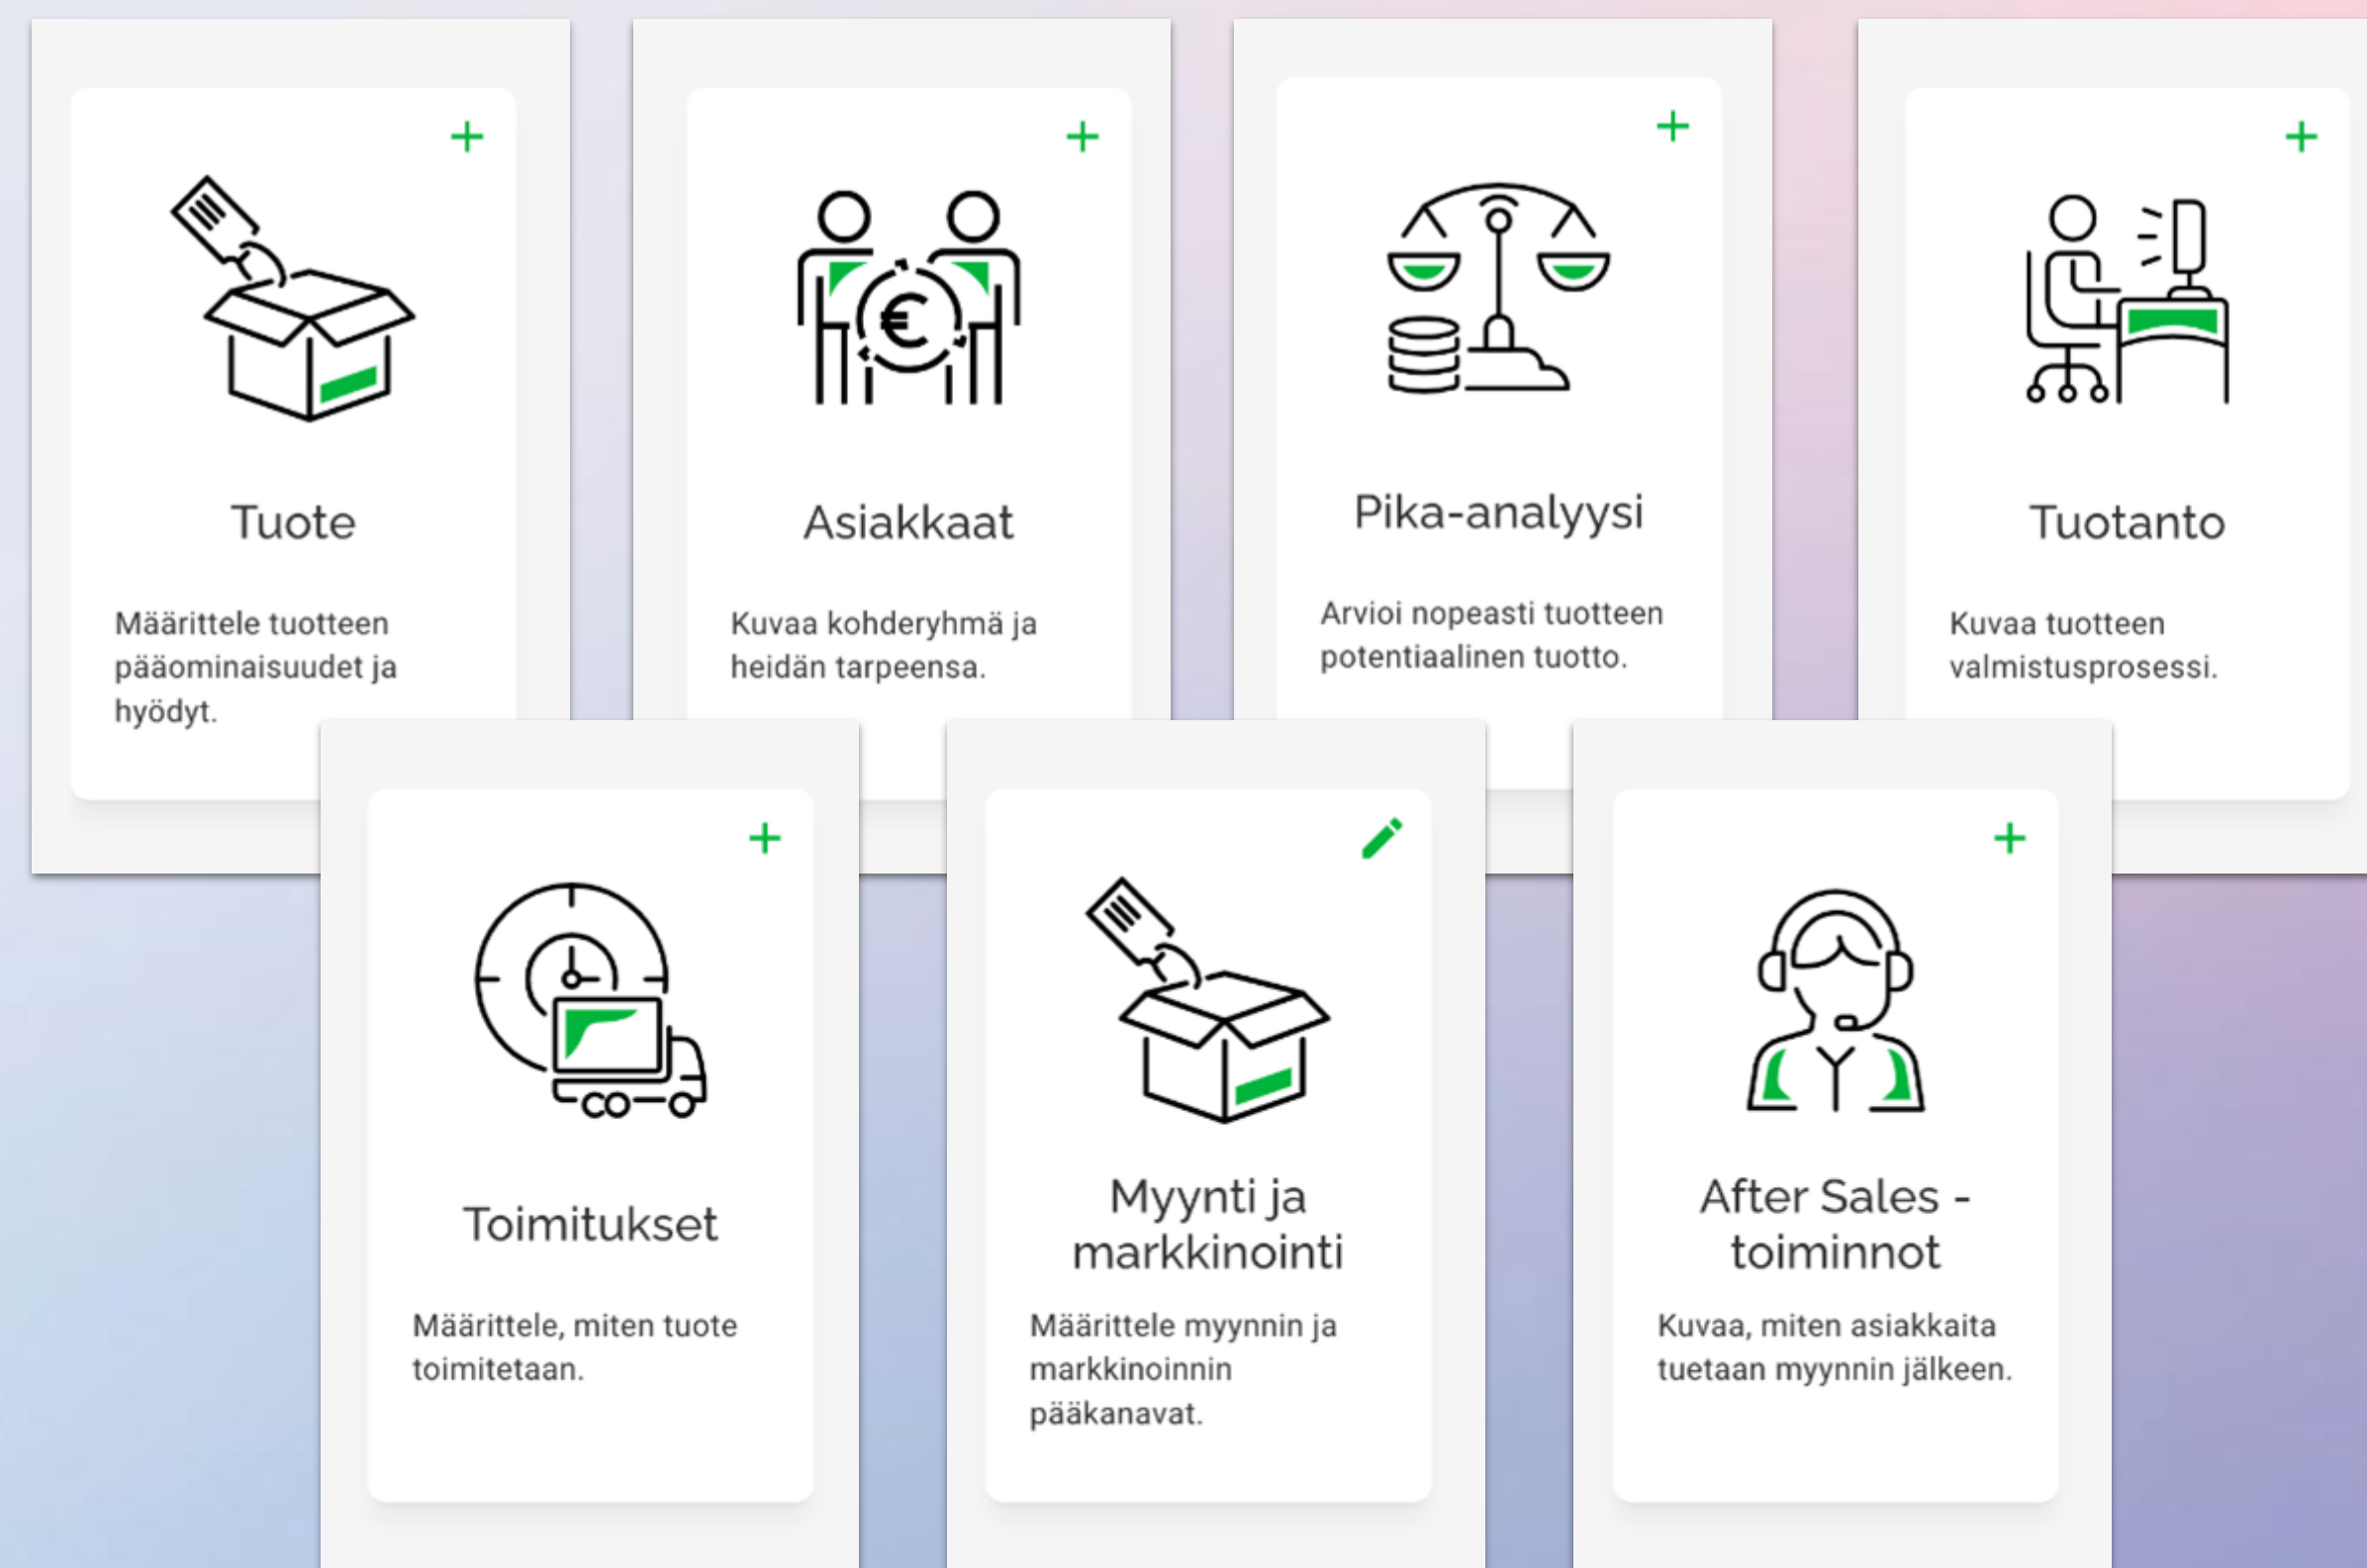 Tuote
Määrittele tuotteen
pääominaisuudet ja
hyödyt.
Asiakkaat
Kuvaa kohderyhmä ja
heidän tarpeensa.
Pika-analyysi
Arvioi nopeasti tuotteen
potentiaalinen tuotto.
Tuotanto
Kuvaa tuotteen
valmistusprosessi.
Toimitukset
Määrittele, miten tuote
toimitetaan.
Myynti ja
markkinointi
Määrittele myynnin ja
markkinoinnin
pääkanavat.
After Sales -
toiminnot
Kuvaa, miten asiakkaita
tuetaan myynnin jälkeen.